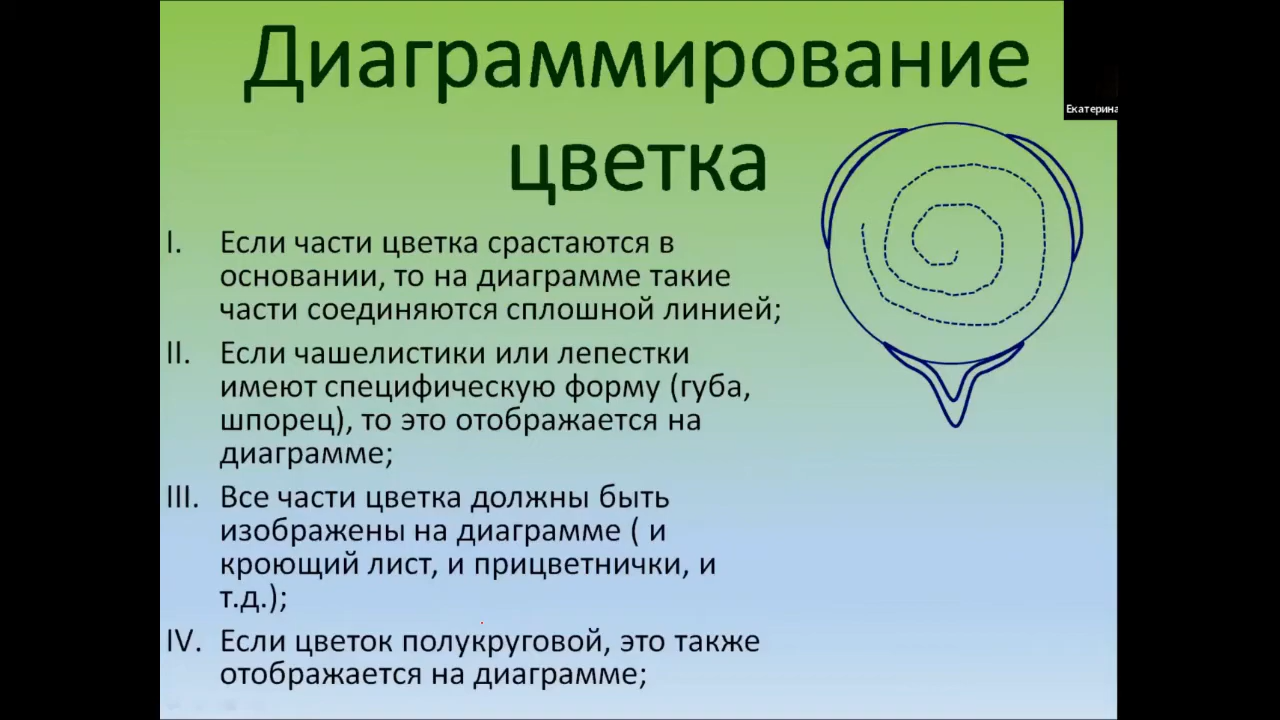 Диаграммирование
цветка
Екатерина
I. Если части цветка срастаются в
основании, то на диаграмме такие
части соединяются сплошной линией;
II. Если чашелистики или лепестки
имеют специфическую форму (губа,
шпорец), то это отображается на
диаграмме;
III. Все части цветка должны быть
изображены на диаграмме ( и
кроющий лист, и прицветнички, и
т.д.);
IV. Если цветок полукруговой, это также
отображается на диаграмме;